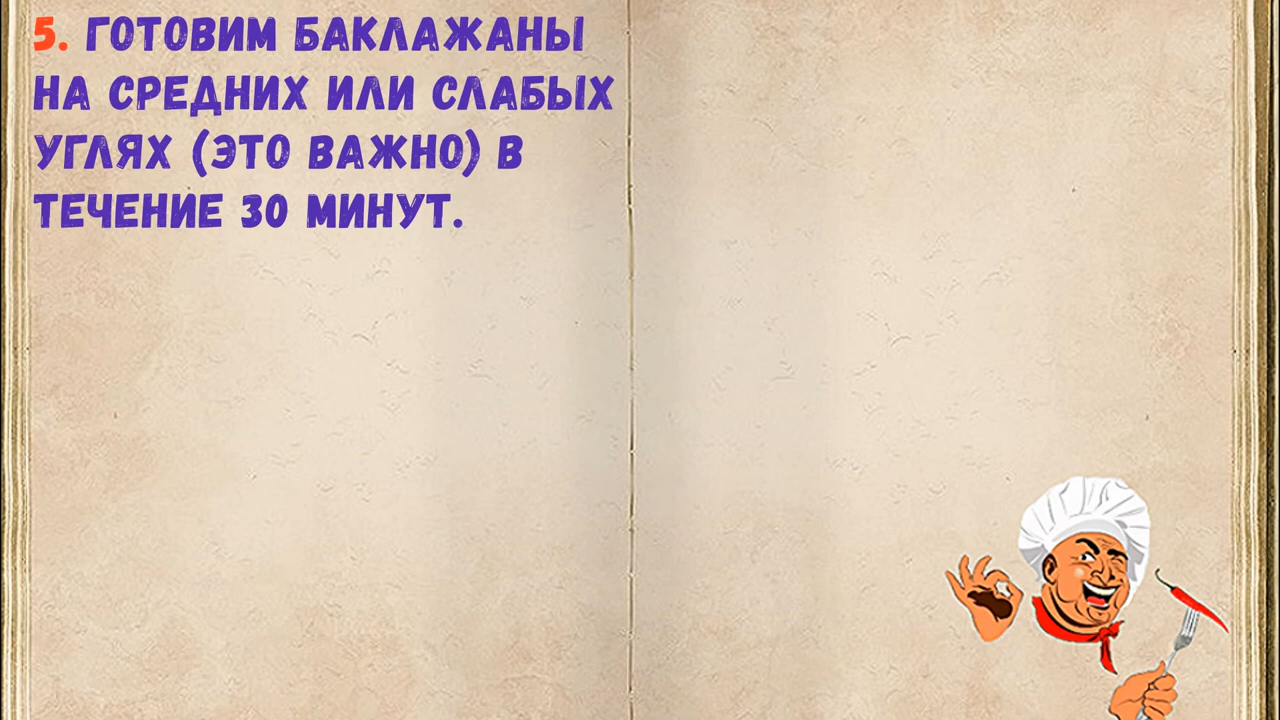 5. ГОТОВИМ БАКЛАЖАНЫ
НА СРЕДНИХ ИЛИ СЛАБЫХ
УГЛЯХ (ЭТО ВАЖНО) В
ТЕЧЕНИЕ 30 МИНУТ.